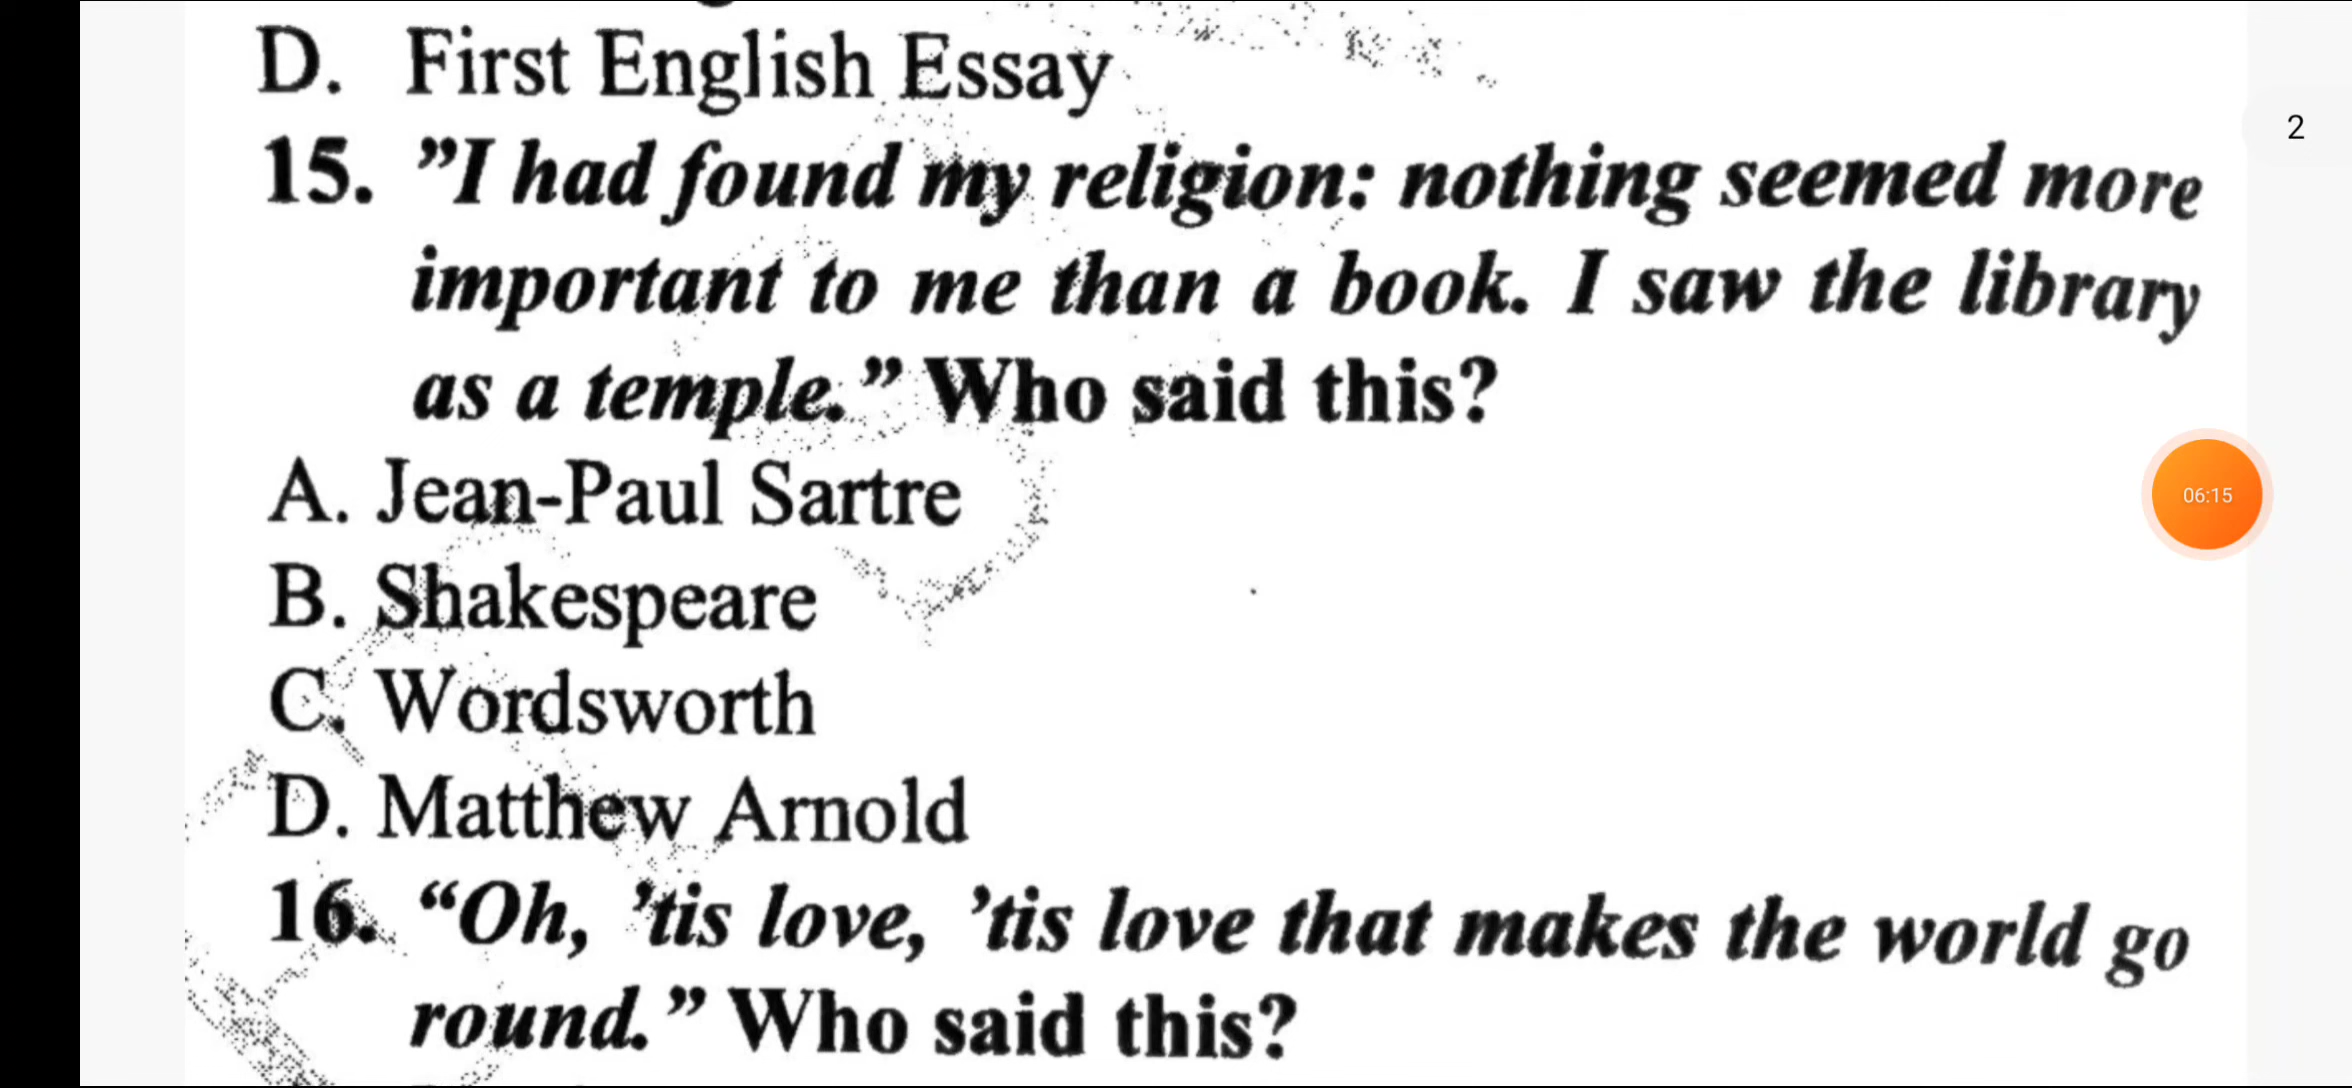 D. First English Essay
15. ”I had found my religion: nothing seemed more
2
important to me than a book. I saw the library
as a temple.” Who said this?
A. Jean-Paul Sartre
06:15
B. Shakespeare
C. Wordsworth
D. Matthew Arnold
16. “Oh, ’tis love, ’tis love that makes the world go
round.” Who said this?